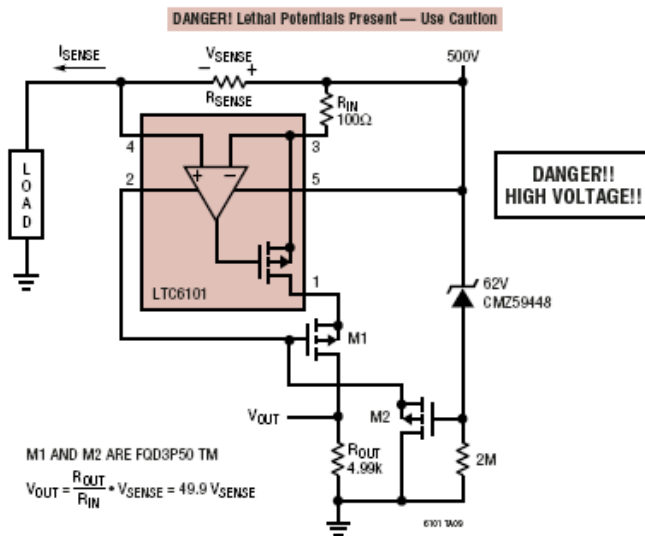 DANGER! Lethal Potentials Present — Use Caution
ISENSE
VSENSE
− +
RSENSE
500V
RIN
100Ω
4
3
2
5
+ −
LOAD
DANGER!!
HIGH VOLTAGE!!
LTC6101
1
62V
CMZ59448
M1
VOUT
M2
ROUT
4.99k
2M
M1 AND M2 ARE FQD3P50 TM
VOUT = ROUT/RIN • VSENSE = 49.9 VSENSE
6101 TA09